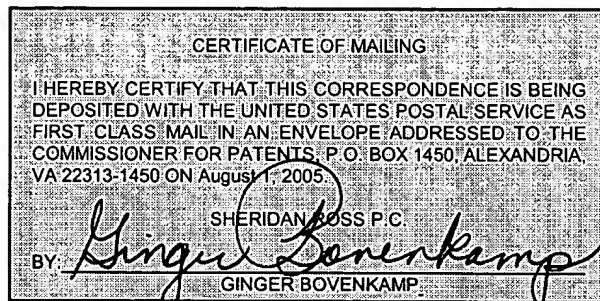 CERTIFICATE OF MAILING
I HEREBY CERTIFY THAT THIS CORRESPONDENCE IS BEING
DEPOSITED WITH THE UNITED STATES POSTAL SERVICE AS
FIRST CLASS MAIL IN AN ENVELOPE ADDRESSED TO THE
COMMISSIONER FOR PATENTS, P.O. BOX 1450, ALEXANDRIA,
VA 22313-1450 ON August 1, 2005.
SHERIDAN ROSS P.C.
BY: Ginger Bovenkamp
GINGER BOVENKAMP